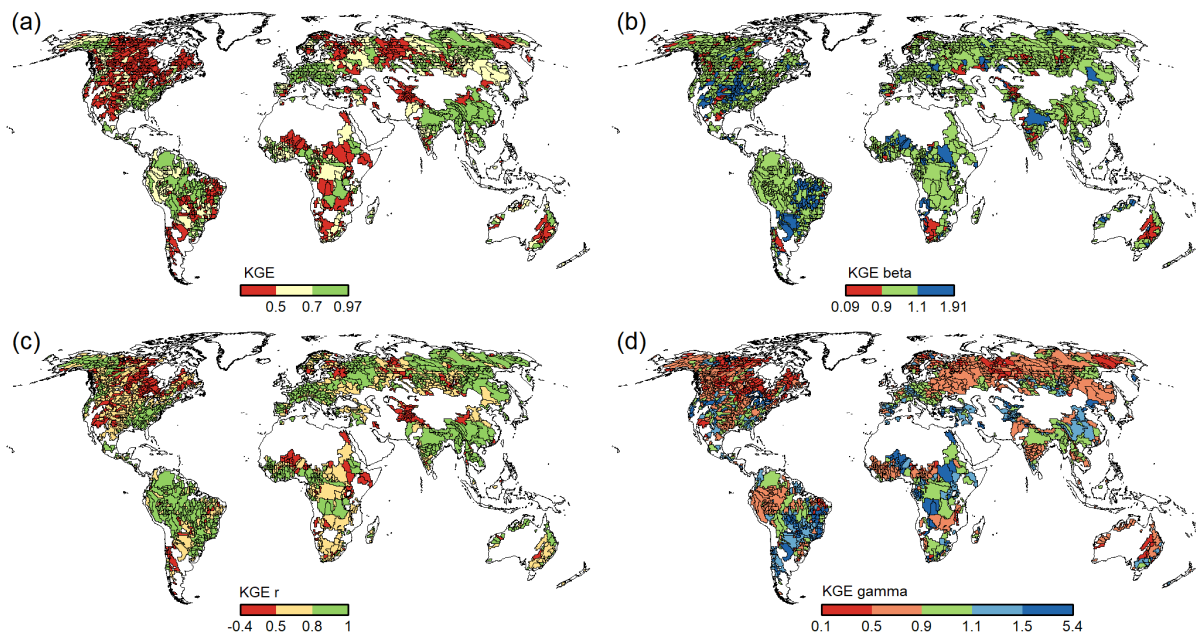 (a)
(b)
KGE
0.5 0.7 0.97
KGE beta
0.09 0.9 1.1 1.91
(c)
(d)
KGE r
-0.4 0.5 0.8 1
KGE gamma
0.1 0.5 0.9 1.1 1.5 5.4